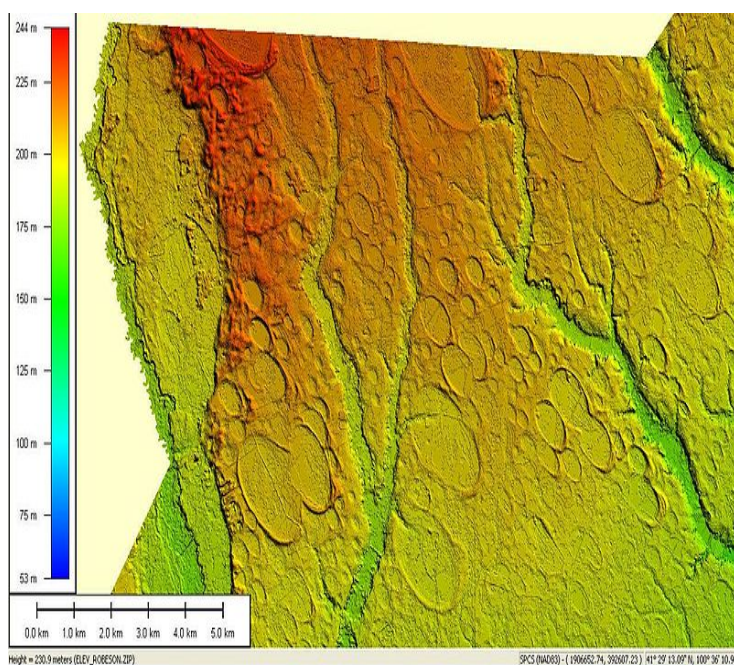 244 m
225 m
200 m
175 m
150 m
125 m
100 m
75 m
53 m
0.0 km 1.0 km 2.0 km 3.0 km 4.0 km 5.0 km
Height = 230.9 meters (ELEV_ROBESON.ZIP)
SPCS (NAD83) - ( 1906652.74, 392607.23 ) 41° 29' 13.09" N, 100° 36' 10.9